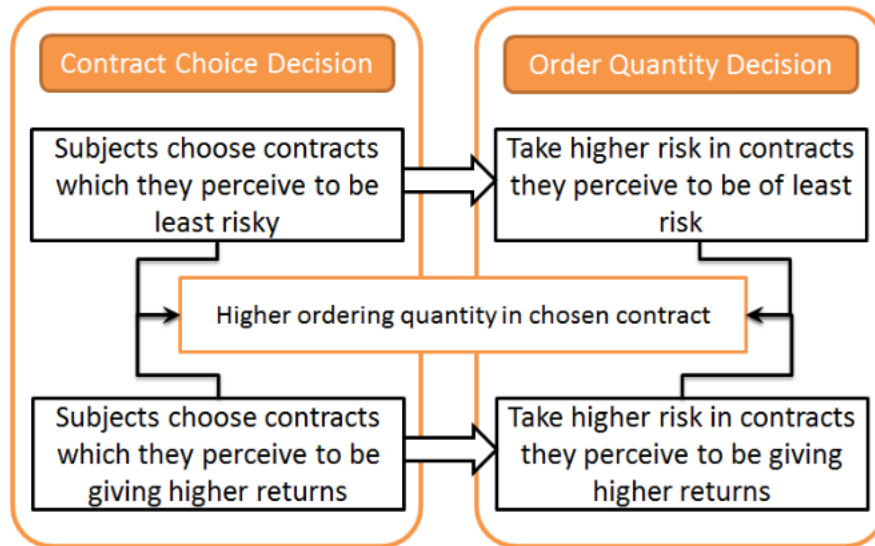 Contract Choice Decision
Order Quantity Decision
Subjects choose contracts
which they perceive to be
least risky
Take higher risk in contracts
they perceive to be of least
risk
Higher ordering quantity in chosen contract
Subjects choose contracts
which they perceive to be
giving higher returns
Take higher risk in contracts
they perceive to be giving
higher returns